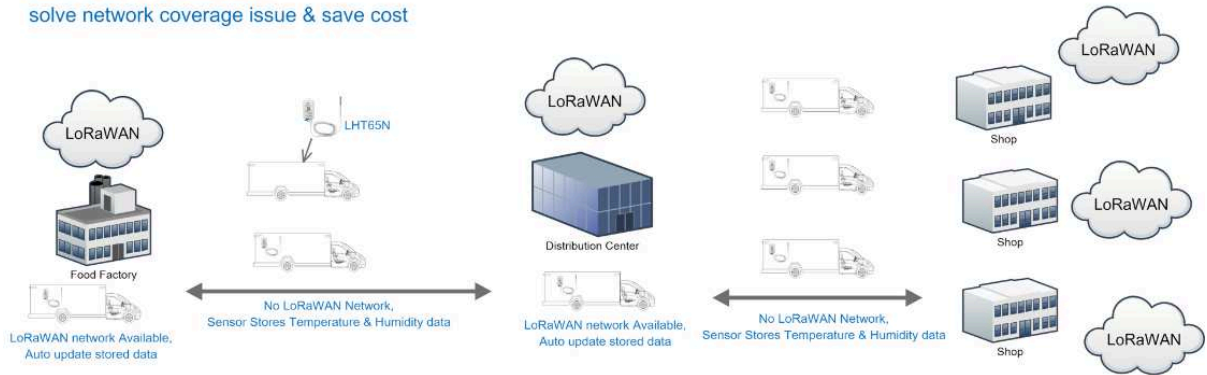 solve network coverage issue & save cost
LoRaWAN
LHT65N
LoRaWAN
LoRaWAN
Shop
LoRaWAN
Shop
LoRaWAN
Shop
Food Factory
Distribution Center
LoRaWAN network Available,
Auto update stored data
No LoRaWAN Network,
Sensor Stores Temperature & Humidity data
LoRaWAN network Available,
Auto update stored data
No LoRaWAN Network,
Sensor Stores Temperature & Humidity data